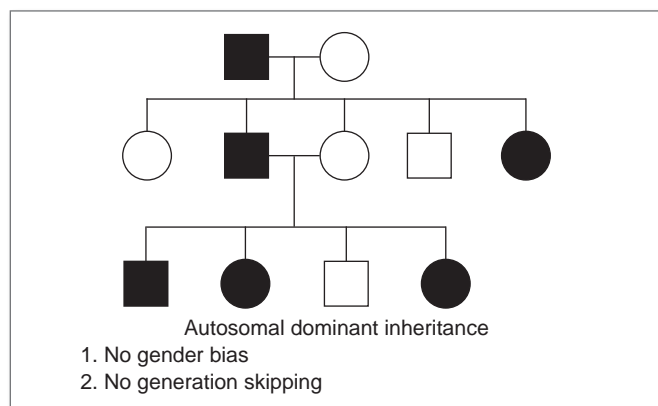 Autosomal dominant inheritance
1. No gender bias
2. No generation skipping